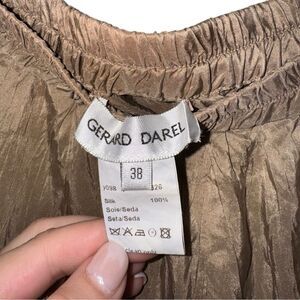 GERARD DAREL
38
Silk 100%
Soie/Seda
Seta/Seda